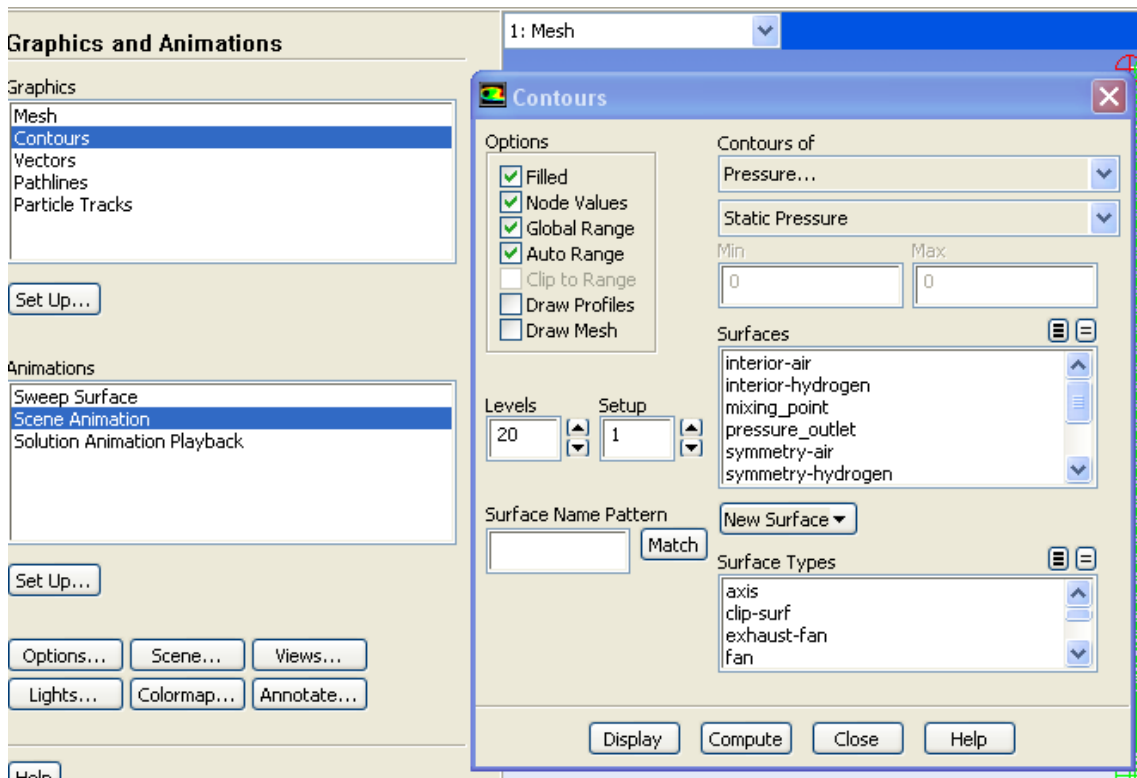 Graphics and Animations
Graphics
Mesh
Contours
Vectors
Pathlines
Particle Tracks
Set Up...
Animations
Sweep Surface
Scene Animation
Solution Animation Playback
Set Up...
Options...
Scene...
Views...
Lights...
Colormap...
Annotate...
Help
1: Mesh
Contours
Options
Filled
Node Values
Global Range
Auto Range
Clip to Range
Draw Profiles
Draw Mesh
Levels
Setup
20
1
Surface Name Pattern
Match
Contours of
Pressure...
Static Pressure
Min
Max
0
0
Surfaces
interior-air
interior-hydrogen
mixing_point
pressure_outlet
symmetry-air
symmetry-hydrogen
New Surface
Surface Types
axis
clip-surf
exhaust-fan
fan
Display
Compute
Close
Help